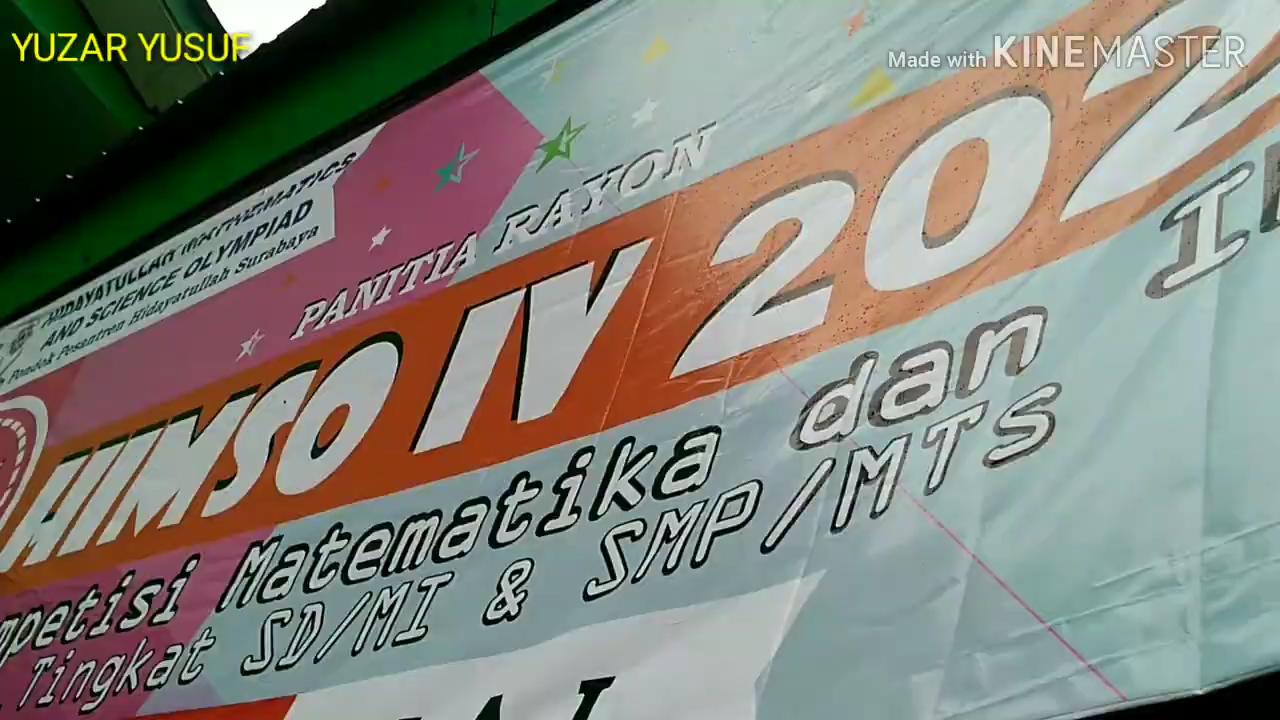 YUZAR YUSUF
Made with KINEMASTER
HIDAYATULLAH MATHEMATICS
AND SCIENCE OLYMPIAD
Pondok Pesantren Hidayatullah Surabaya
PANITIA RAYON
HIMSO IV 202
Matematika dan
Tingkat SD/MI & SMP/MTS